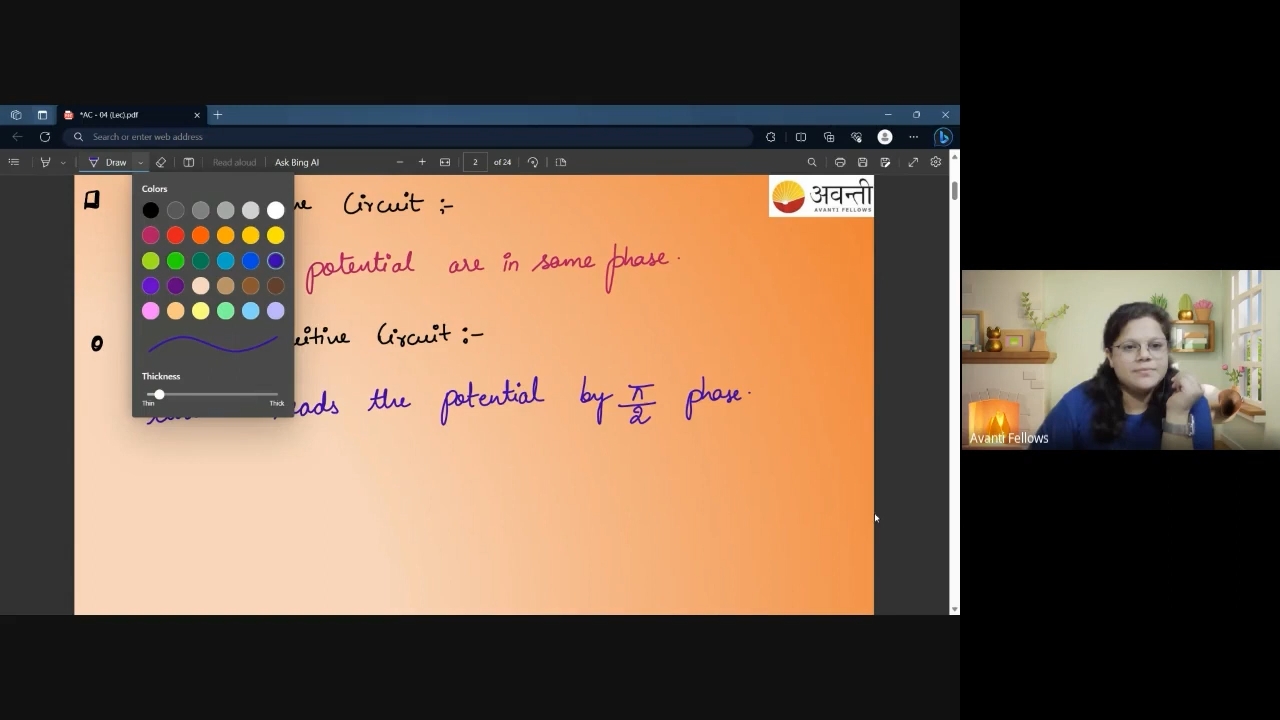 *AC - 04 (Lec).pdf
Search or enter web address
Draw
Read aloud
Ask Bing AI
2
of 24
Colors
Circuit :-
अवन्ती
AVANTI FELLOWS
potential are in same phase.
uitive Circuit :-
Thickness
Thin
Thick
eads the potential by π/2 phase.
Avanti Fellows